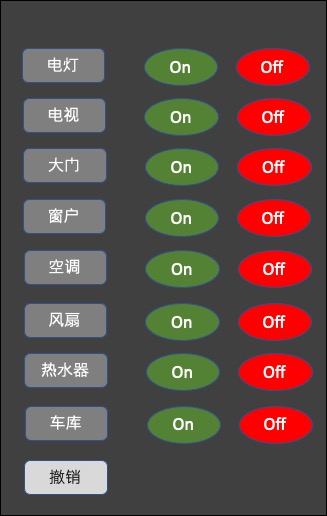 电灯 On Off
电视 On Off
大门 On Off
窗户 On Off
空调 On Off
风扇 On Off
热水器 On Off
车库 On Off
撤销